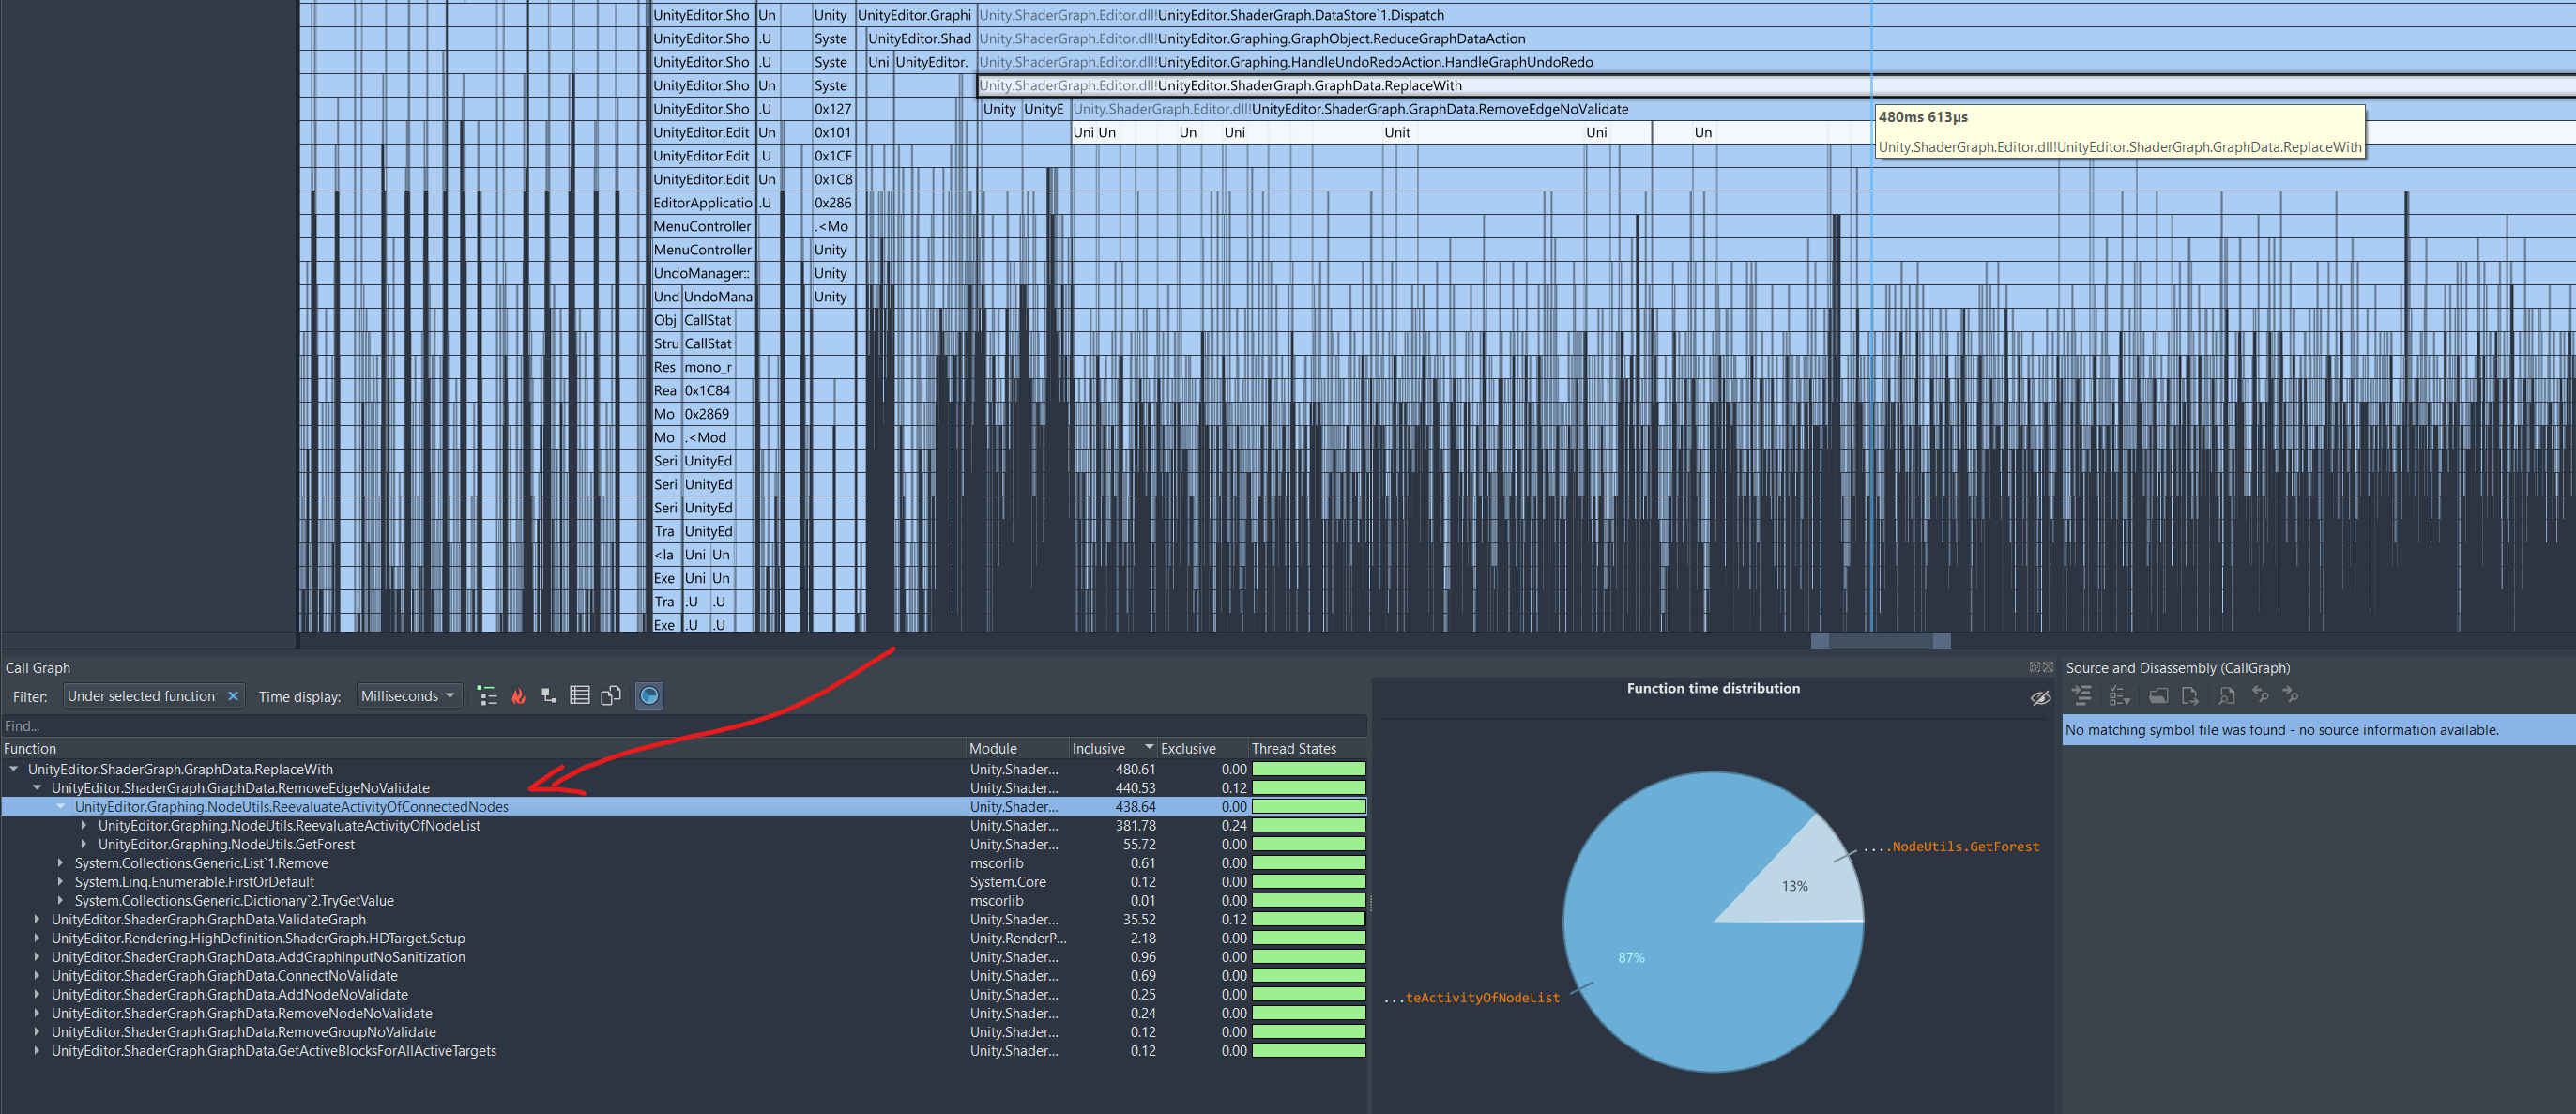 UnityEditor.Sho Un Unity UnityEditor.Graphi Unity.ShaderGraph.Editor.dll!UnityEditor.ShaderGraph.DataStore`1.Dispatch
UnityEditor.Sho .U Syste UnityEditor.Shad Unity.ShaderGraph.Editor.dll!UnityEditor.Graphing.GraphObject.ReduceGraphDataAction
UnityEditor.Sho .U Syste Uni UnityEditor. Unity.ShaderGraph.Editor.dll!UnityEditor.Graphing.HandleUndoRedoAction.HandleGraphUndoRedo
UnityEditor.Sho Un Syste Unity.ShaderGraph.Editor.dll!UnityEditor.ShaderGraph.GraphData.ReplaceWith
UnityEditor.Sho .U 0x127 Unity UnityE Unity.ShaderGraph.Editor.dll!UnityEditor.ShaderGraph.GraphData.RemoveEdgeNoValidate
480ms 613µs
UnityEditor.Edit Un 0x101 Uni Un Un Uni Unit Uni Un
Unity.ShaderGraph.Editor.dll!UnityEditor.ShaderGraph.GraphData.ReplaceWith
UnityEditor.Edit .U 0x1CF
UnityEditor.Edit Un 0x1C8
EditorApplicatio .U 0x286
MenuController .<Mo
MenuController Unity
UndoManager:: Unity
Und UndoMana Unity
Obj CallStat
Stru CallStat
Res mono_r
Rea 0x1C84
Mo 0x2869
Mo .<Mod
Seri UnityEd
Seri UnityEd
Seri UnityEd
Tra UnityEd
<la Uni Un
Exe Uni Un
Tra .U .U
Exe .U .U
Call Graph
Filter: Under selected function Time display: Milliseconds
Find...
Function Module Inclusive Exclusive Thread States
UnityEditor.ShaderGraph.GraphData.ReplaceWith Unity.Shader... 480.61 0.00
UnityEditor.ShaderGraph.GraphData.RemoveEdgeNoValidate Unity.Shader... 440.53 0.12
UnityEditor.Graphing.NodeUtils.ReevaluateActivityOfConnectedNodes Unity.Shader... 438.64 0.00
UnityEditor.Graphing.NodeUtils.ReevaluateActivityOfNodeList Unity.Shader... 381.78 0.24
UnityEditor.Graphing.NodeUtils.GetForest Unity.Shader... 55.72 0.00
System.Collections.Generic.List`1.Remove mscorlib 0.61 0.00
System.Linq.Enumerable.FirstOrDefault System.Core 0.12 0.00
System.Collections.Generic.Dictionary`2.TryGetValue mscorlib 0.01 0.00
UnityEditor.ShaderGraph.GraphData.ValidateGraph Unity.Shader... 35.52 0.12
UnityEditor.Rendering.HighDefinition.ShaderGraph.HDTarget.Setup Unity.RenderP... 2.18 0.00
UnityEditor.ShaderGraph.GraphData.AddGraphInputNoSanitization Unity.Shader... 0.96 0.00
UnityEditor.ShaderGraph.GraphData.ConnectNoValidate Unity.Shader... 0.69 0.00
UnityEditor.ShaderGraph.GraphData.AddNodeNoValidate Unity.Shader... 0.25 0.00
UnityEditor.ShaderGraph.GraphData.RemoveNodeNoValidate Unity.Shader... 0.24 0.00
UnityEditor.ShaderGraph.GraphData.RemoveGroupNoValidate Unity.Shader... 0.12 0.00
UnityEditor.ShaderGraph.GraphData.GetActiveBlocksForAllActiveTargets Unity.Shader... 0.12 0.00
Function time distribution
....NodeUtils.GetForest
13%
87%
...teActivityOfNodeList
Source and Disassembly (CallGraph)
No matching symbol file was found - no source information available.